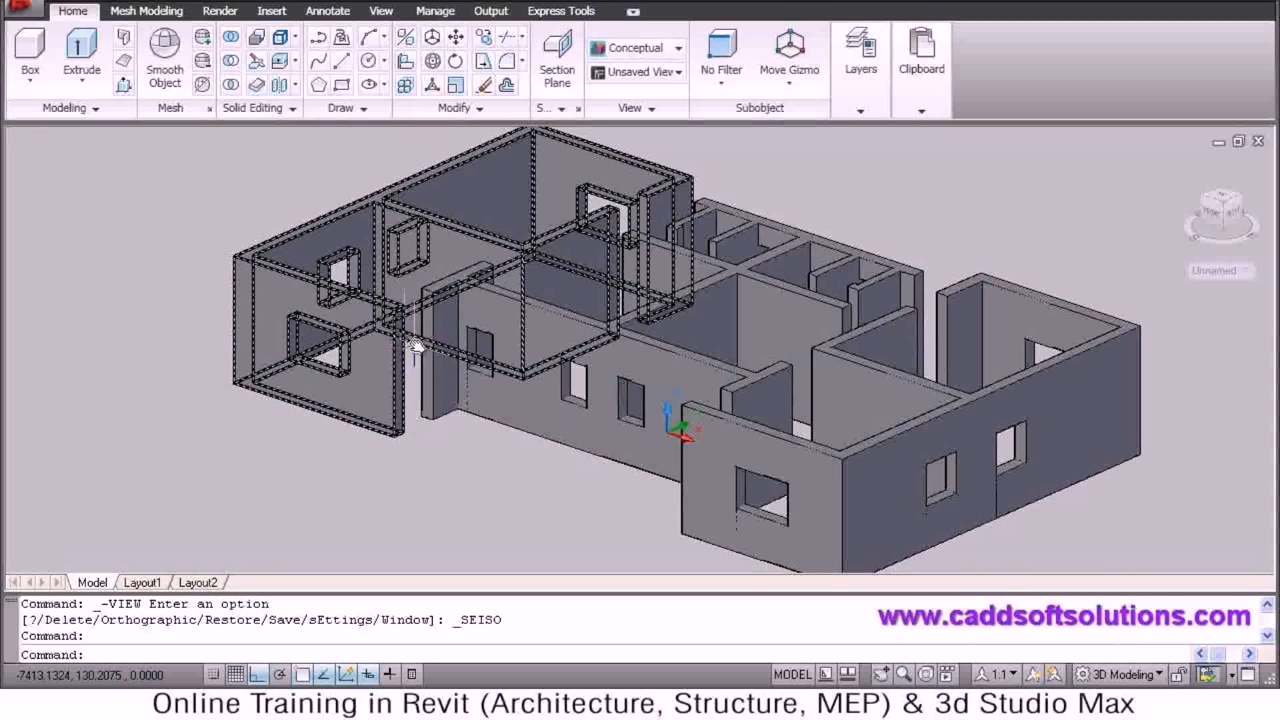 Home Mesh Modeling Render Insert Annotate View Manage Output Express Tools
Conceptual
Unsaved View
Box Extrude Smooth Object Section Plane No Filter Move Gizmo Layers Clipboard
Modeling Mesh Solid Editing Draw Modify S... View Subobject
Unnamed
Model Layout1 Layout2
Command: _-VIEW Enter an option
[?/Delete/Orthographic/Restore/Save/sEttings/Window]: _SEISO
Command:
Command:
www.caddsoftsolutions.com
-7413.1324, 130.2075 , 0.0000 MODEL 1:1 3D Modeling
Online Training in Revit (Architecture, Structure, MEP) & 3d Studio Max